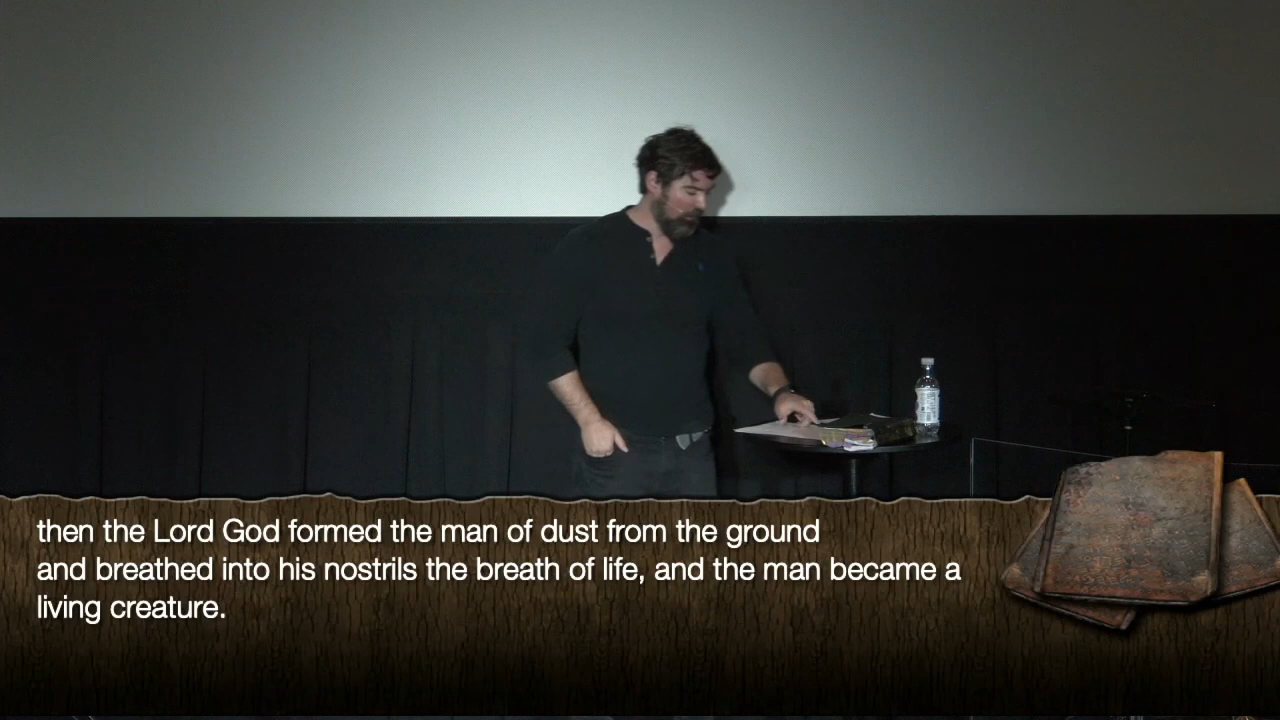 then the Lord God formed the man of dust from the ground
and breathed into his nostrils the breath of life, and the man became a
living creature.